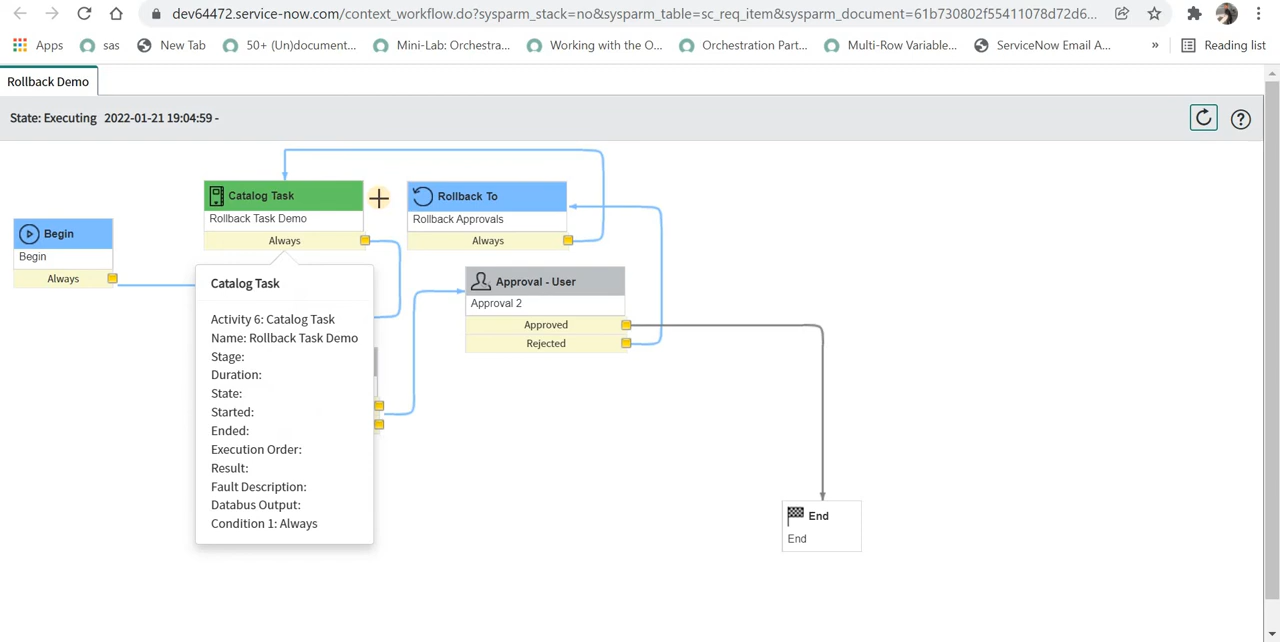 dev64472.service-now.com/context_workflow.do?sysparm_stack=no&sysparm_table=sc_req_item&sysparm_document=61b730802f55411078d72d6...
Apps sas New Tab 50+ (Un)document... Mini-Lab: Orchestra... Working with the O... Orchestration Part... Multi-Row Variable... ServiceNow Email A... » Reading list
Rollback Demo
State: Executing 2022-01-21 19:04:59 -
Catalog Task
Rollback Task Demo
Always
Rollback To
Rollback Approvals
Always
Begin
Begin
Always
Approval - User
Approval 2
Approved
Rejected
Catalog Task
Activity 6: Catalog Task
Name: Rollback Task Demo
Stage:
Duration:
State:
Started:
Ended:
Execution Order:
Result:
Fault Description:
Databus Output:
Condition 1: Always
End
End